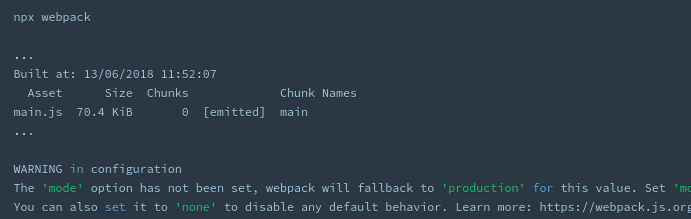 npx webpack
...
Built at: 13/06/2018 11:52:07
Asset Size Chunks Chunk Names
main.js 70.4 KiB 0 [emitted] main
...
WARNING in configuration
The 'mode' option has not been set, webpack will fallback to 'production' for this value. Set 'mo
You can also set it to 'none' to disable any default behavior. Learn more: https://webpack.js.org